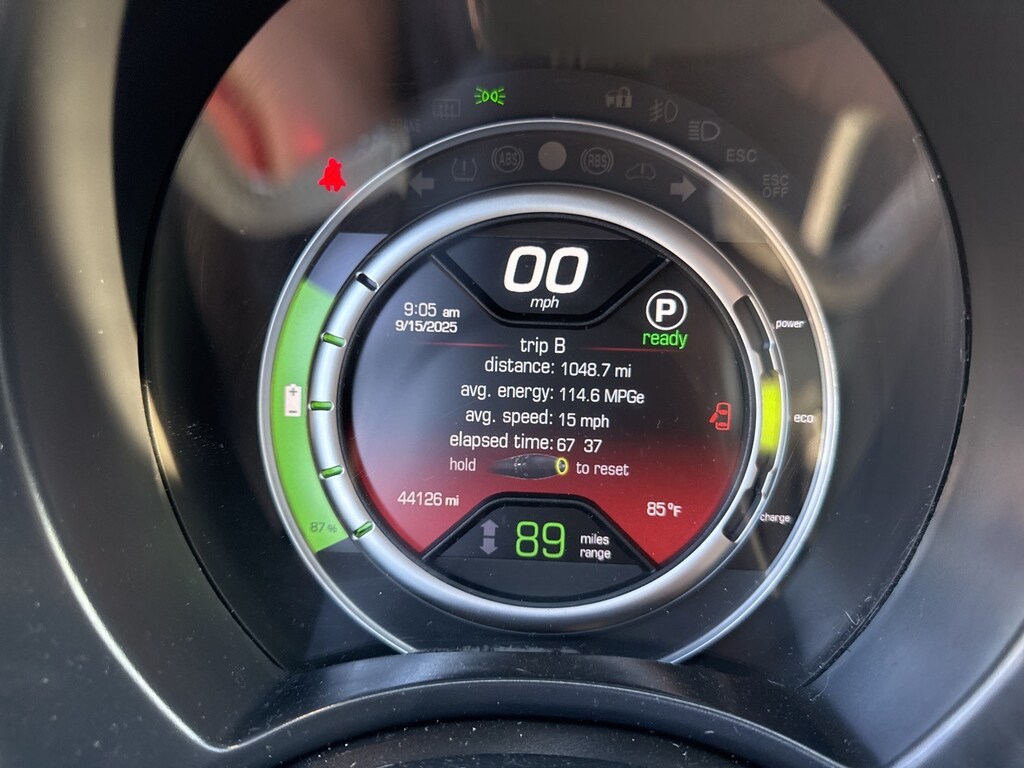 ABS
ABS
ESC
ESC
OFF
00
mph
9:05 am
9/15/2025
P
ready
power
trip B
distance: 1048.7 mi
avg. energy: 114.6 MPGe
avg. speed: 15 mph
eco
elapsed time: 67 37
hold to reset
44126 mi
85°F
charge
87 %
89 miles
range